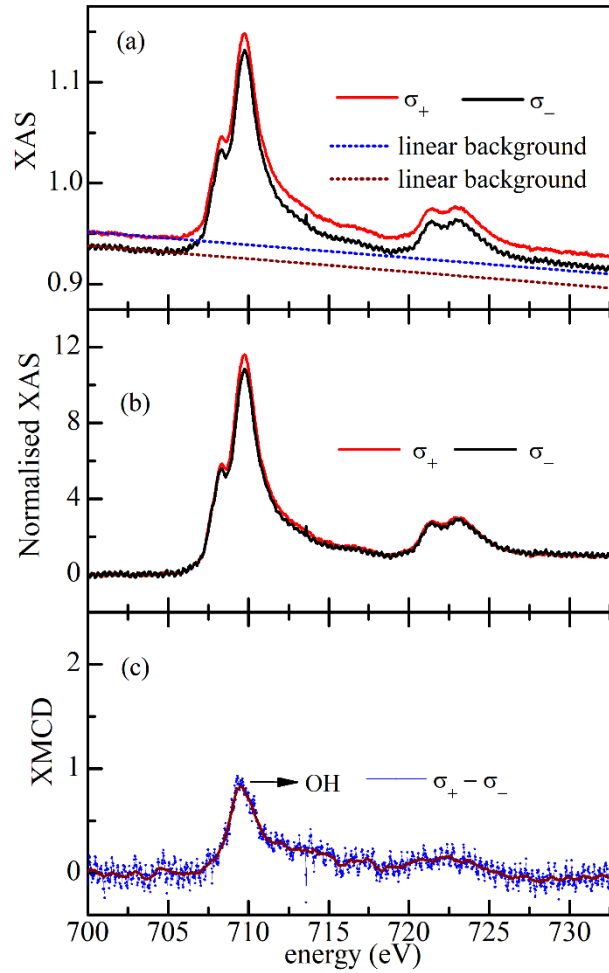 (a)
XAS
1.1
1.0
0.9
σ+ σ−
linear background
linear background
(b)
Normalised XAS
12
8
4
0
σ+ σ−
(c)
XMCD
2
1
0
OH
σ+ − σ−
700 705 710 715 720 725 730
energy (eV)